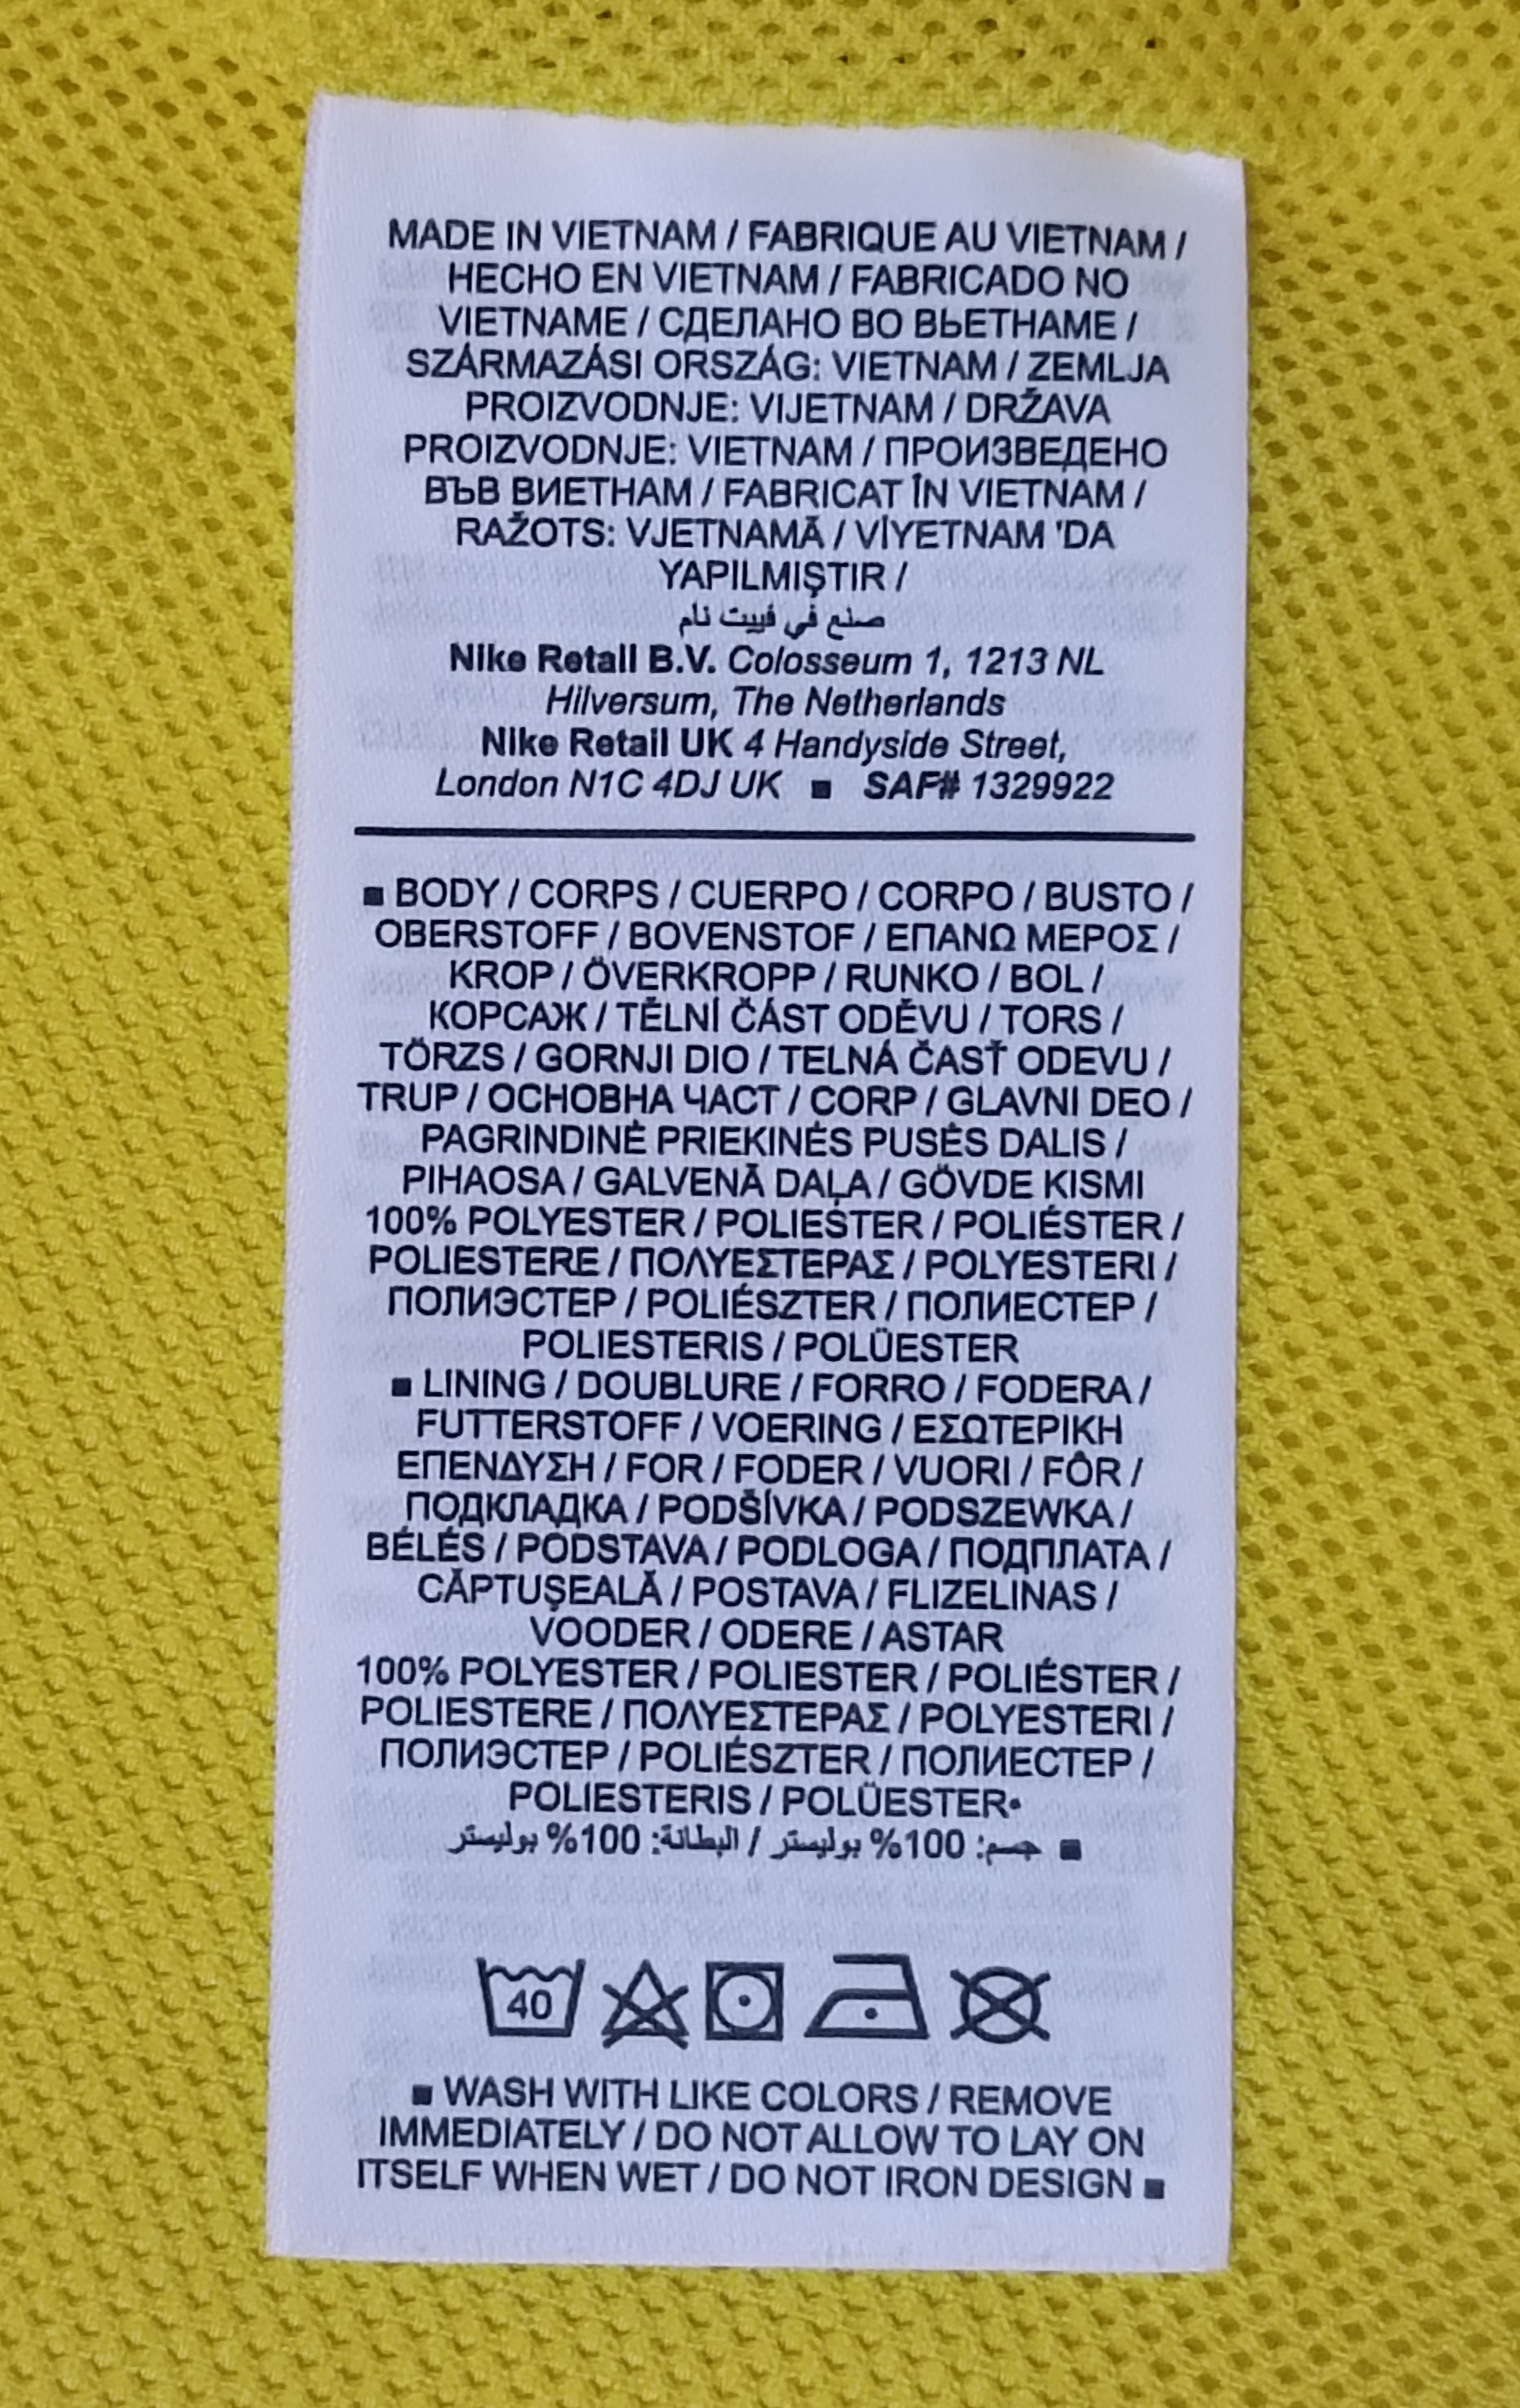 MADE IN VIETNAM / FABRIQUE AU VIETNAM /
HECHO EN VIETNAM / FABRICADO NO
VIETNAME / СДЕЛАНО ВО ВЬЕТНАМЕ /
SZÁRMAZÁSI ORSZÁG: VIETNAM / ZEMLJA
PROIZVODNJE: VIJETNAM / DRŽAVA
PROIZVODNJE: VIETNAM / ПРОИЗВЕДЕНО
ВЪВ ВИЕТНАМ / FABRICAT ÎN VIETNAM /
RAŽOTS: VJETNAMĀ / VİYETNAM 'DA
YAPILMIŞTIR /
صنع في فييت نام
Nike Retail B.V. Colosseum 1, 1213 NL
Hilversum, The Netherlands
Nike Retail UK 4 Handyside Street,
London N1C 4DJ UK ■ SAF# 1329922
■ BODY / CORPS / CUERPO / CORPO / BUSTO /
OBERSTOFF / BOVENSTOF / ΕΠΑΝΩ ΜΕΡΟΣ /
KROP / ÖVERKROPP / RUNKO / BOL /
КОРСАЖ / TĚLNÍ ČÁST ODĚVU / TORS /
TÖRZS / GORNJI DIO / TELNÁ ČASŤ ODEVU /
TRUP / ОСНОВНА ЧАСТ / CORP / GLAVNI DEO /
PAGRINDINĖ PRIEKINĖS PUSĖS DALIS /
PIHAOSA / GALVENĀ DAĻA / GÖVDE KISMI
100% POLYESTER / POLIESTER / POLIÉSTER /
POLIESTERE / ΠΟΛΥΕΣΤΕΡΑΣ / POLYESTERI /
ПОЛИЭСТЕР / POLIÉSZTER / ПОЛИЕСТЕР /
POLIESTERIS / POLÜESTER
■ LINING / DOUBLURE / FORRO / FODERA /
FUTTERSTOFF / VOERING / ΕΣΩΤΕΡΙΚΗ
ΕΠΕΝΔΥΣΗ / FOR / FODER / VUORI / FÔR /
ПОДКЛАДКА / PODŠÍVKA / PODSZEWKA /
BÉLÉS / PODSTAVA / PODLOGA / ПОДПЛАТА /
CĂPTUŞEALĂ / POSTAVA / FLIZELINAS /
VOODER / ODERE / ASTAR
100% POLYESTER / POLIESTER / POLIÉSTER /
POLIESTERE / ΠΟΛΥΕΣΤΕΡΑΣ / POLYESTERI /
ПОЛИЭСТЕР / POLIÉSZTER / ПОЛИЕСТЕР /
POLIESTERIS / POLÜESTER•
■ جسم: 100% بوليستر / البطانة: 100% بوليستر
40
■ WASH WITH LIKE COLORS / REMOVE
IMMEDIATELY / DO NOT ALLOW TO LAY ON
ITSELF WHEN WET / DO NOT IRON DESIGN ■